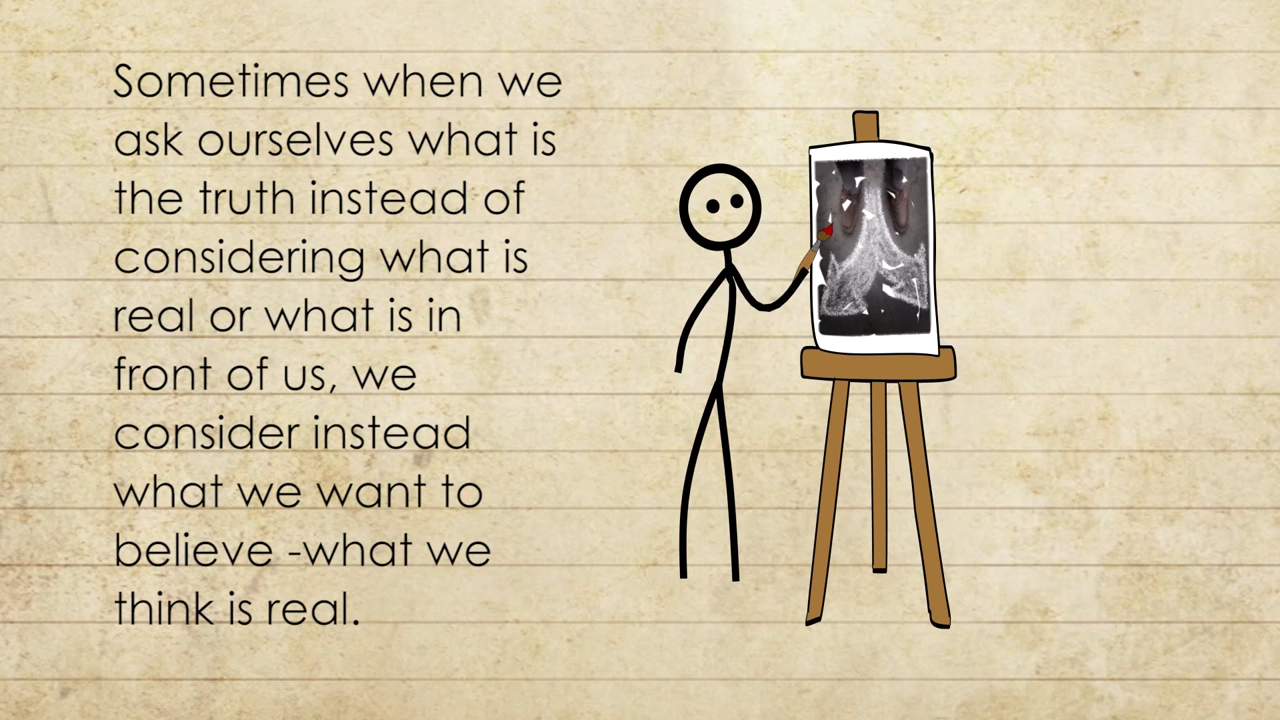 Sometimes when we
ask ourselves what is
the truth instead of
considering what is
real or what is in
front of us, we
consider instead
what we want to
believe -what we
think is real.